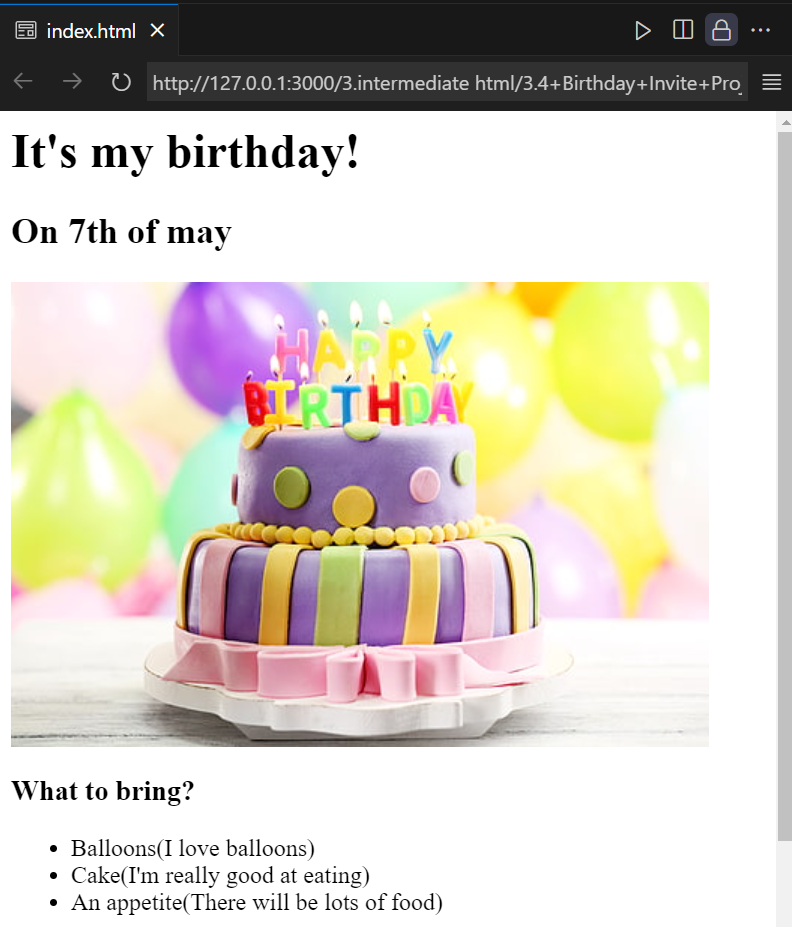 index.html
http://127.0.0.1:3000/3.intermediate html/3.4+Birthday+Invite+Pro
It's my birthday!
On 7th of may
HAPPY
BIRTHDAY
What to bring?
Balloons(I love balloons)
Cake(I'm really good at eating)
An appetite(There will be lots of food)